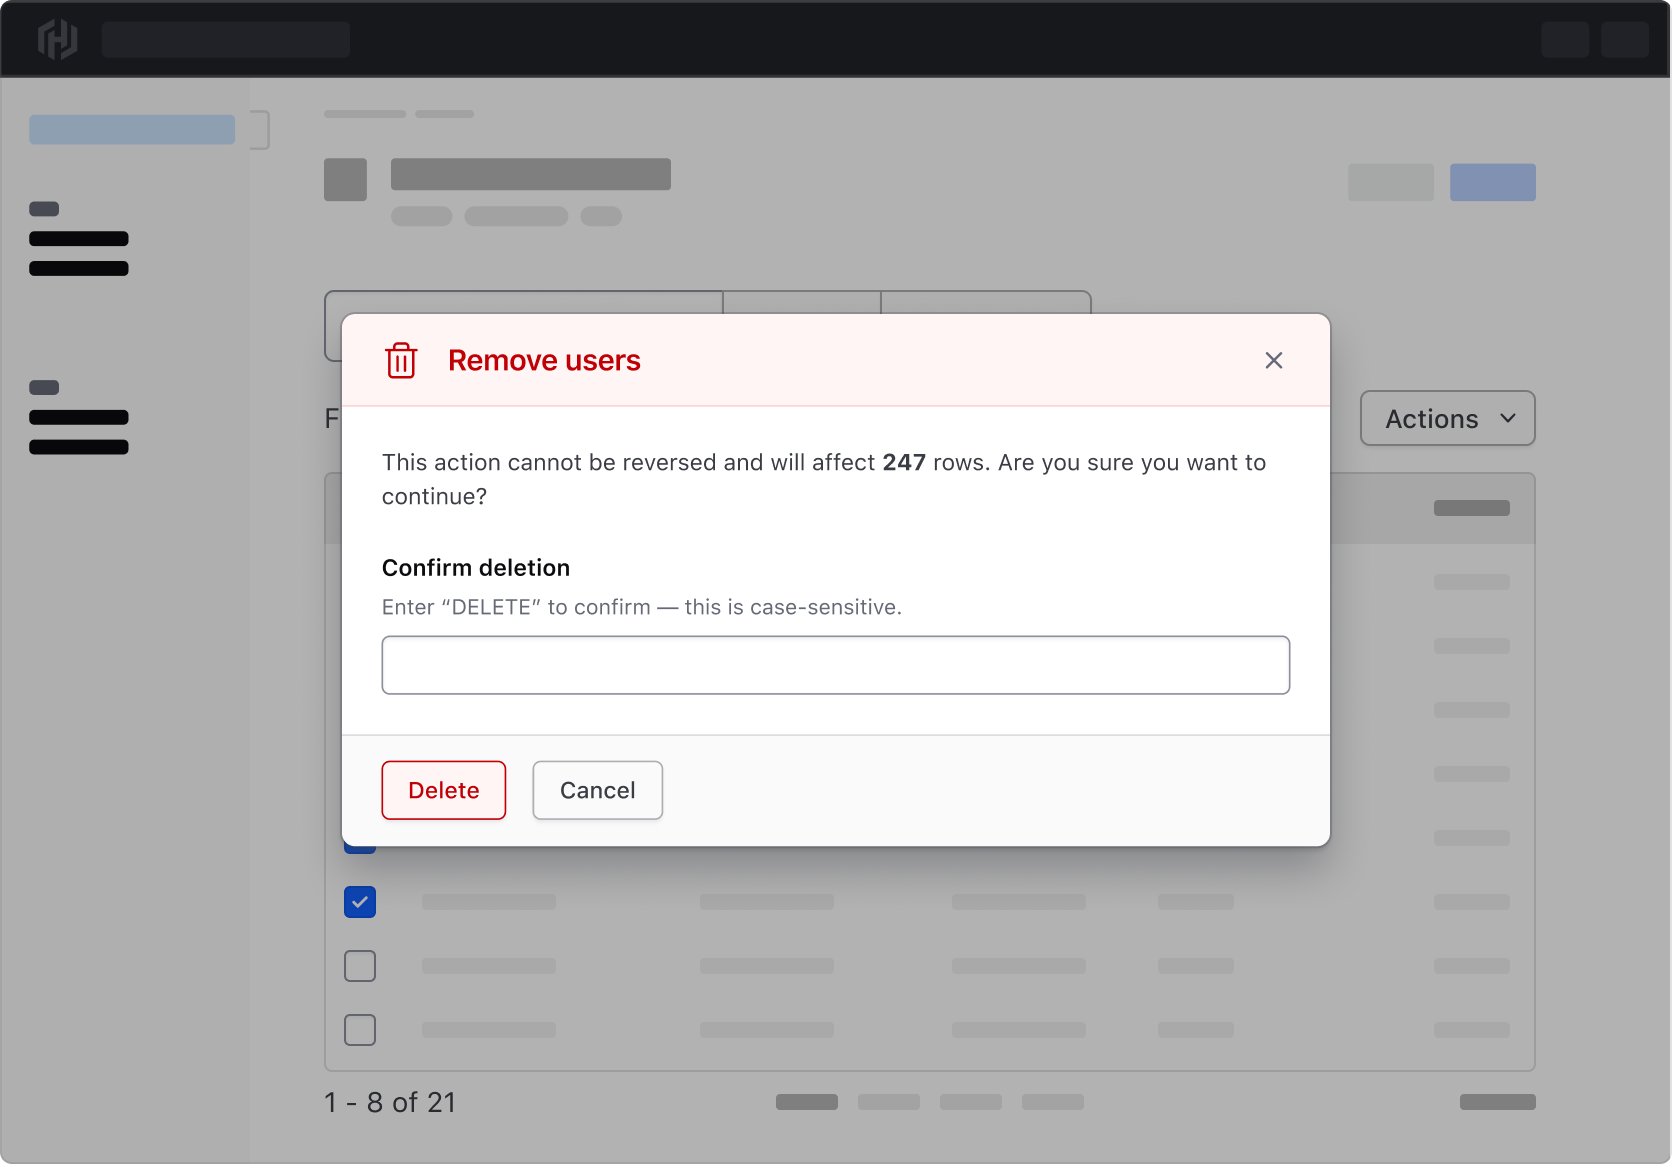 Remove users
F
Actions
This action cannot be reversed and will affect 247 rows. Are you sure you want to
continue?
Confirm deletion
Enter “DELETE” to confirm — this is case-sensitive.
Delete
Cancel
1 - 8 of 21